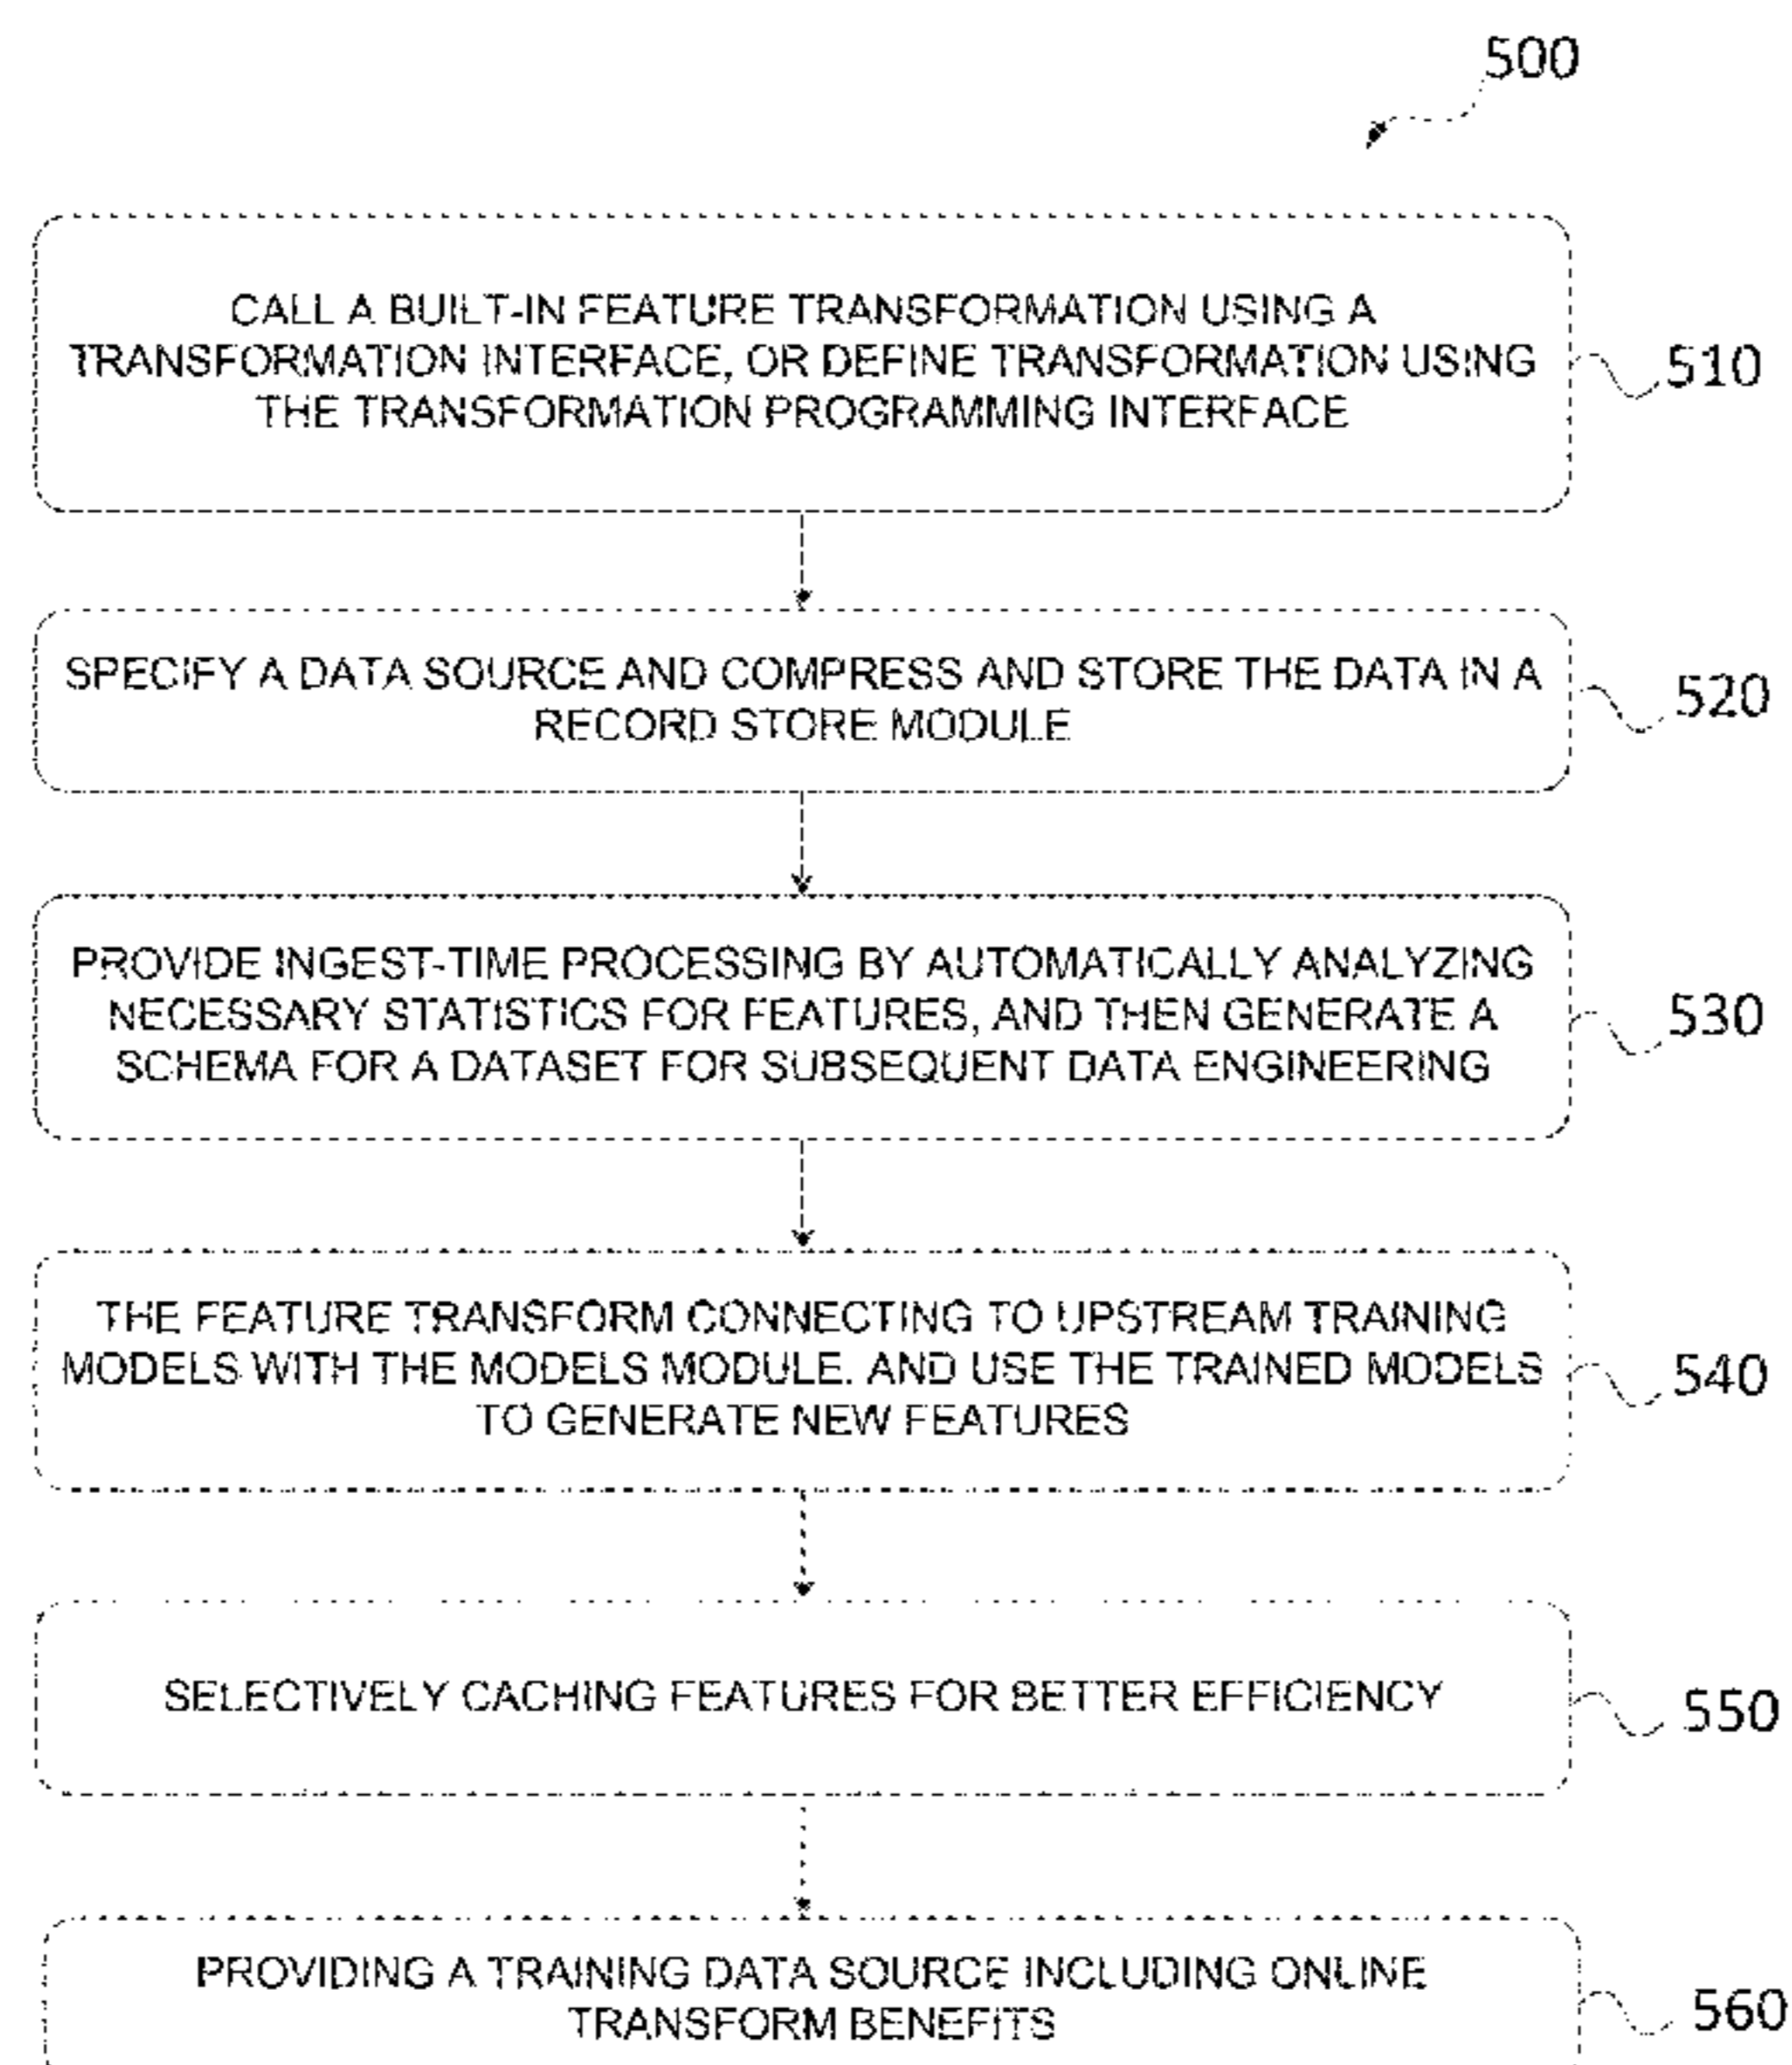 500
CALL A BUILT-IN FEATURE TRANSFORMATION USING A
TRANSFORMATION INTERFACE, OR DEFINE TRANSFORMATION USING
THE TRANSFORMATION PROGRAMMING INTERFACE
510
SPECIFY A DATA SOURCE AND COMPRESS AND STORE THE DATA IN A
RECORD STORE MODULE
520
PROVIDE INGEST-TIME PROCESSING BY AUTOMATICALLY ANALYZING
NECESSARY STATISTICS FOR FEATURES, AND THEN GENERATE A
SCHEMA FOR A DATASET FOR SUBSEQUENT DATA ENGINEERING
530
THE FEATURE TRANSFORM CONNECTING TO UPSTREAM TRAINING
MODELS WITH THE MODELS MODULE. AND USE THE TRAINED MODELS
TO GENERATE NEW FEATURES
540
SELECTIVELY CACHING FEATURES FOR BETTER EFFICIENCY
550
PROVIDING A TRAINING DATA SOURCE INCLUDING ONLINE
TRANSFORM BENEFITS
560